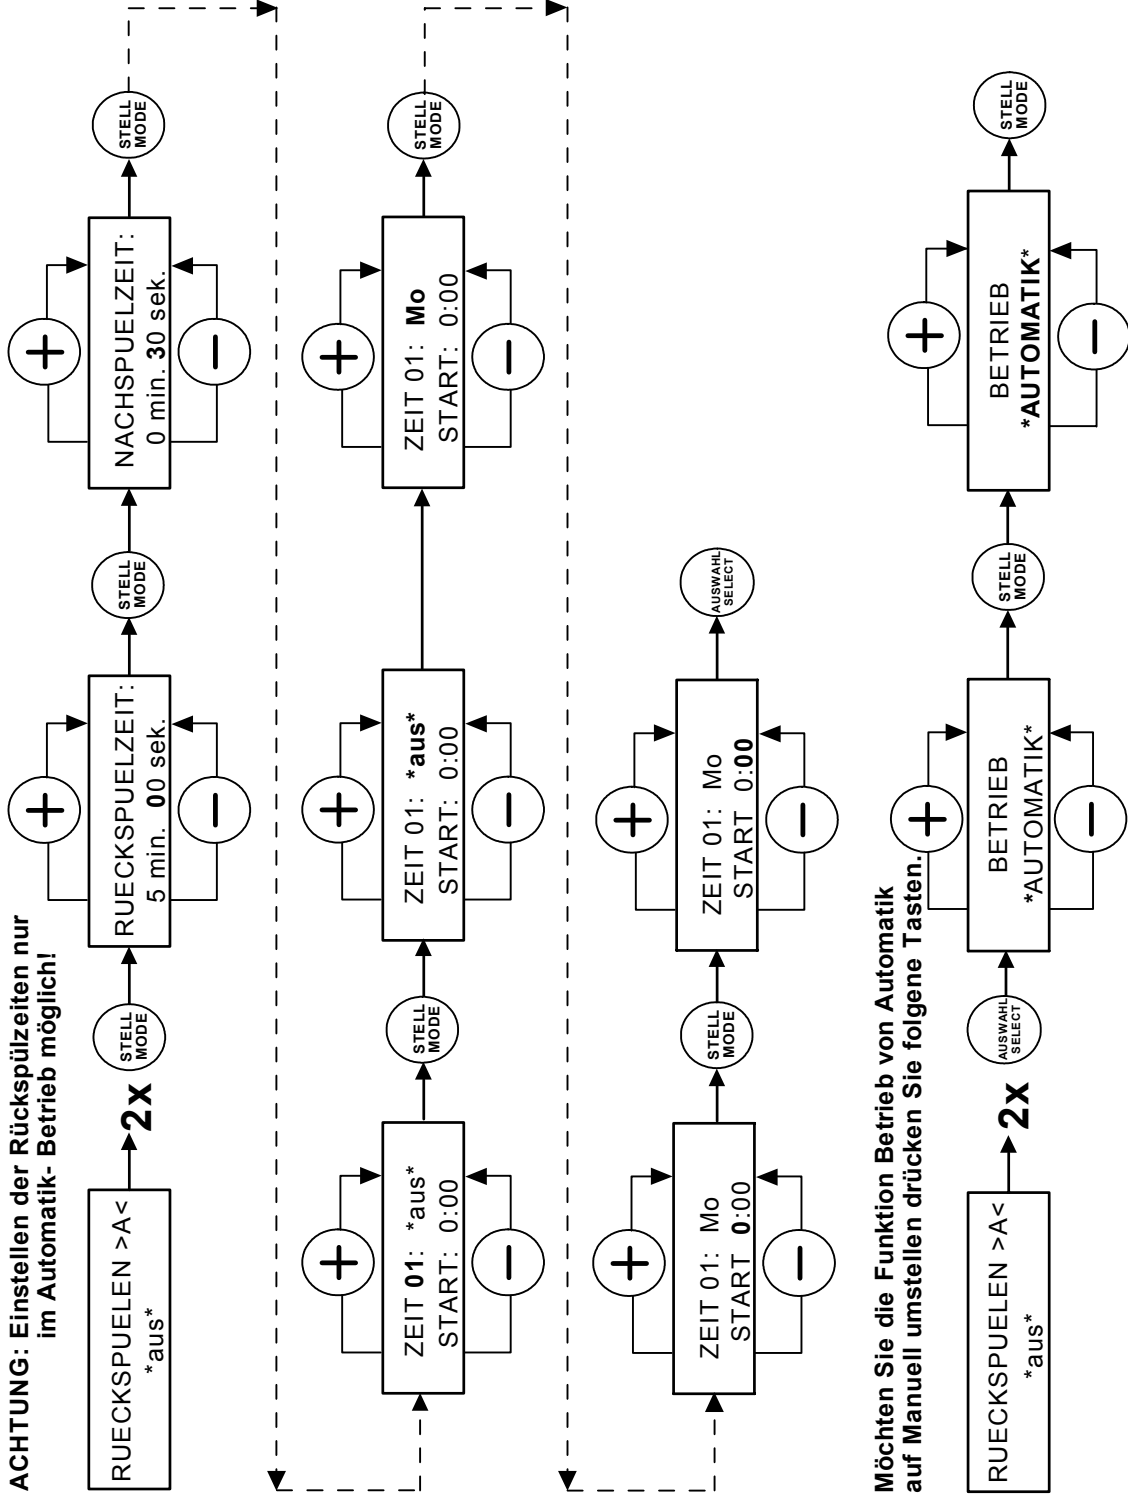 ACHTUNG: Einstellen der Rückspülzeiten nur
im Automatik- Betrieb möglich!
RUECKSPUELEN >A<
*aus*
2x
STELL
MODE
+
RUECKSPUELZEIT:
5 min. 00 sek.
−
STELL
MODE
+
NACHSPUELZEIT:
0 min. 30 sek.
−
STELL
MODE
+
ZEIT 01: *aus*
START: 0:00
−
STELL
MODE
+
ZEIT 01: *aus*
START: 0:00
−
+
ZEIT 01: Mo
START: 0:00
−
STELL
MODE
+
ZEIT 01: Mo
START 0:00
−
STELL
MODE
+
ZEIT 01: Mo
START 0:00
−
AUSWAHL
SELECT
Möchten Sie die Funktion Betrieb von Automatik
auf Manuell umstellen drücken Sie folgene Tasten.
RUECKSPUELEN >A<
*aus*
2x
AUSWAHL
SELECT
+
BETRIEB
*AUTOMATIK*
−
STELL
MODE
+
BETRIEB
*AUTOMATIK*
−
STELL
MODE